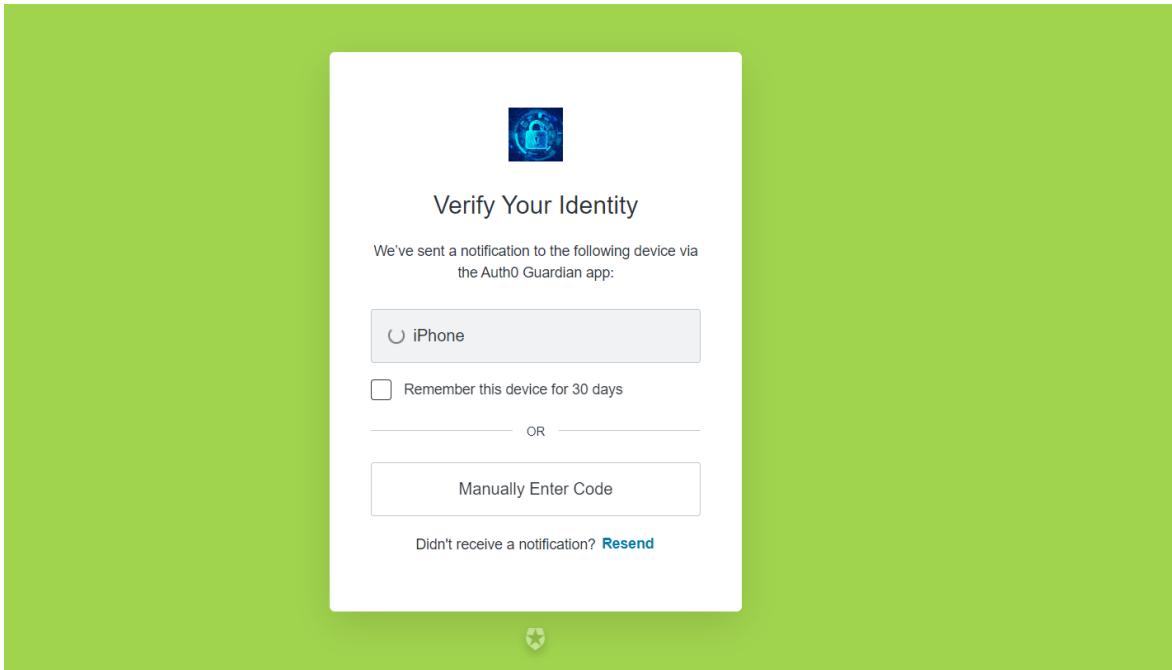 Verify Your Identity
We've sent a notification to the following device via
the Auth0 Guardian app:
iPhone
Remember this device for 30 days
OR
Manually Enter Code
Didn't receive a notification? Resend